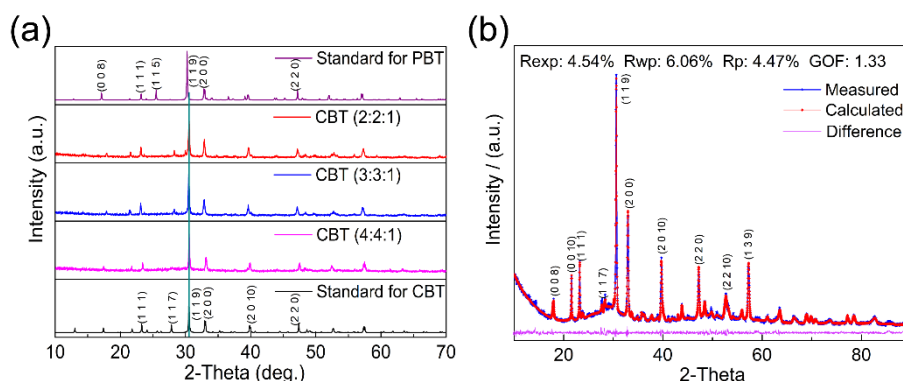 (a)
(0 0 8)
(1 1 1)
(1 1 5)
(1 1 9)
(2 0 0)
(2 2 0)
Standard for PBT
CBT (2:2:1)
CBT (3:3:1)
CBT (4:4:1)
Standard for CBT
(1 1 1)
(1 1 7)
(1 1 9)
(2 0 0)
(2 0 10)
(2 2 0)
Intensity (a.u.)
10 20 30 40 50 60 70
2-Theta (deg.)
(b)
Rexp: 4.54% Rwp: 6.06% Rp: 4.47% GOF: 1.33
Measured
Calculated
Difference
(0 0 8)
(0 0 10)
(1 1 1)
(1 1 7)
(1 1 9)
(2 0 0)
(2 0 10)
(2 2 0)
(2 2 10)
(1 3 9)
Intensity / (a.u.)
20 40 60 80
2-Theta